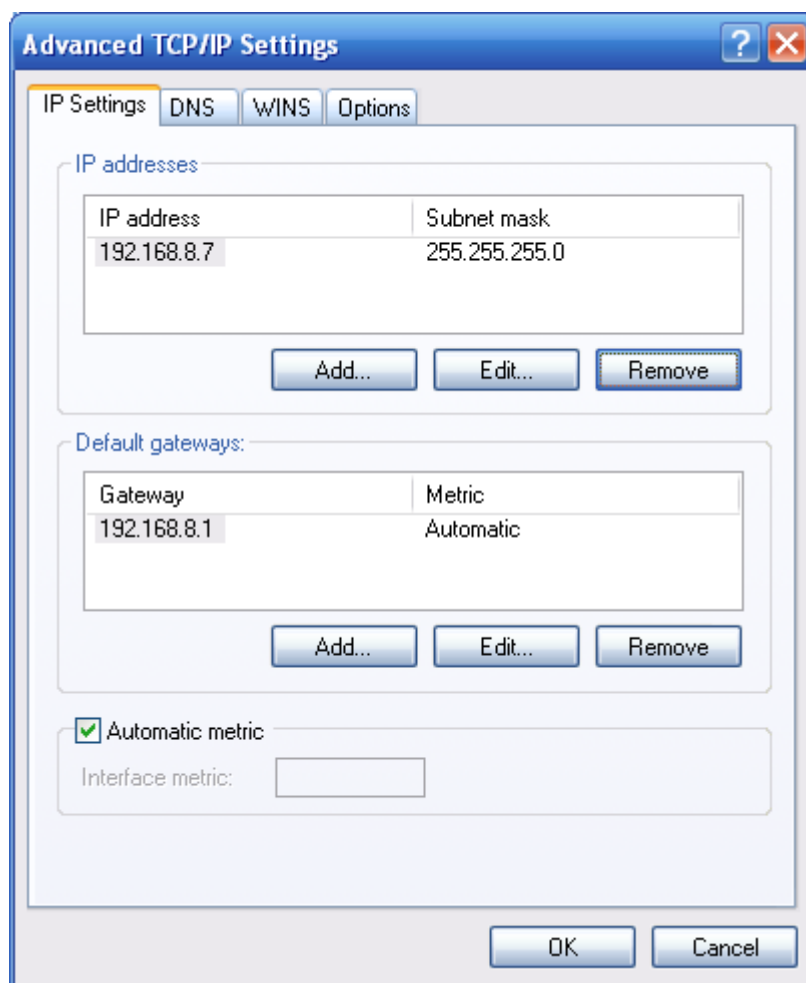 Advanced TCP/IP Settings
IP Settings DNS WINS Options
IP addresses
IP address Subnet mask
192.168.8.7 255.255.255.0
Add... Edit... Remove
Default gateways:
Gateway Metric
192.168.8.1 Automatic
Add... Edit... Remove
Automatic metric
Interface metric:
OK Cancel